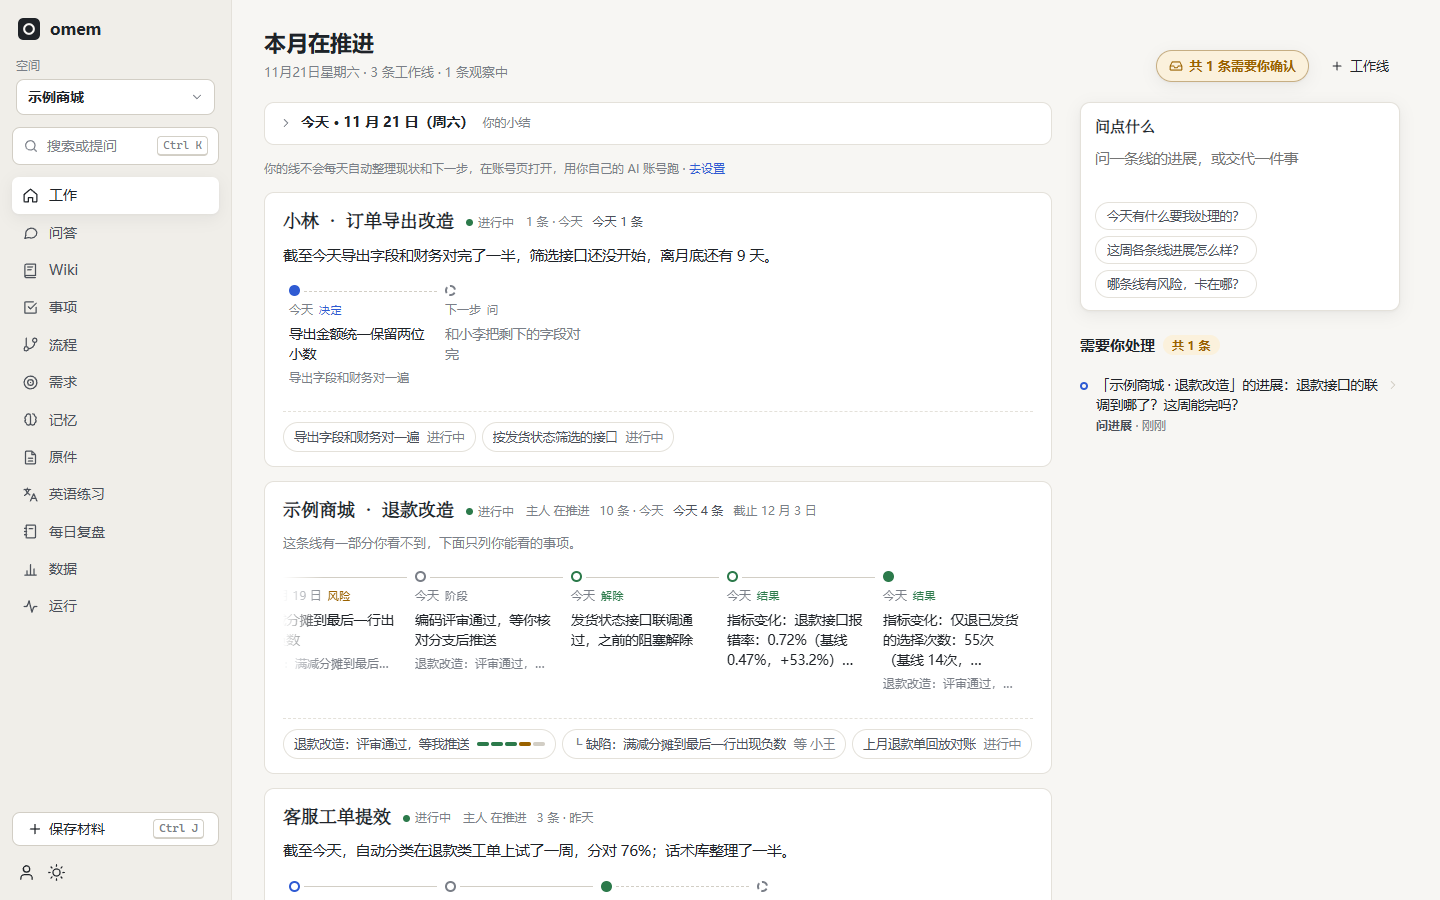 omem
空间
示例商城
搜索或提问 Ctrl K
工作
问答
Wiki
事项
流程
需求
记忆
原件
英语练习
每日复盘
数据
运行
保存材料 Ctrl J
本月在推进
11月21日星期六 · 3 条工作线 · 1 条观察中
共 1 条需要你确认
工作线
今天 • 11 月 21 日（周六） 你的小结
你的线不会每天自动整理现状和下一步，在账号页打开，用你自己的 AI 账号跑 · 去设置
小林 · 订单导出改造 进行中 1 条 · 今天 今天 1 条
截至今天导出字段和财务对完了一半，筛选接口还没开始，离月底还有 9 天。
今天 决定
导出金额统一保留两位
小数
导出字段和财务对一遍
下一步 问
和小李把剩下的字段对
完
导出字段和财务对一遍 进行中
按发货状态筛选的接口 进行中
示例商城 · 退款改造 进行中 主人 在推进 10 条 · 今天 今天 4 条 截止 12 月 3 日
这条线有一部分你看不到，下面只列你能看的事项。
19 日 风险
分摊到最后一行出
数
满减分摊到最后...
今天 阶段
编码评审通过，等你核
对分支后推送
退款改造：评审通过，...
今天 解除
发货状态接口联调通
过，之前的阻塞解除
今天 结果
指标变化：退款接口报
错率：0.72%（基线
0.47%，+53.2%）...
今天 结果
指标变化：仅退已发货
的选择次数：55次
（基线 14次，...
退款改造：评审通过，...
退款改造：评审通过，等我推送
└ 缺陷：满减分摊到最后一行出现负数 等 小王
上月退款单回放对账 进行中
客服工单提效 进行中 主人 在推进 3 条 · 昨天
截至今天，自动分类在退款类工单上试了一周，分对 76%；话术库整理了一半。
问点什么
问一条线的进展，或交代一件事
今天有什么要我处理的？
这周各条线进展怎么样？
哪条线有风险，卡在哪？
需要你处理 共 1 条
「示例商城 · 退款改造」的进展：退款接口的联
调到哪了？这周能完吗？
问进展 · 刚刚